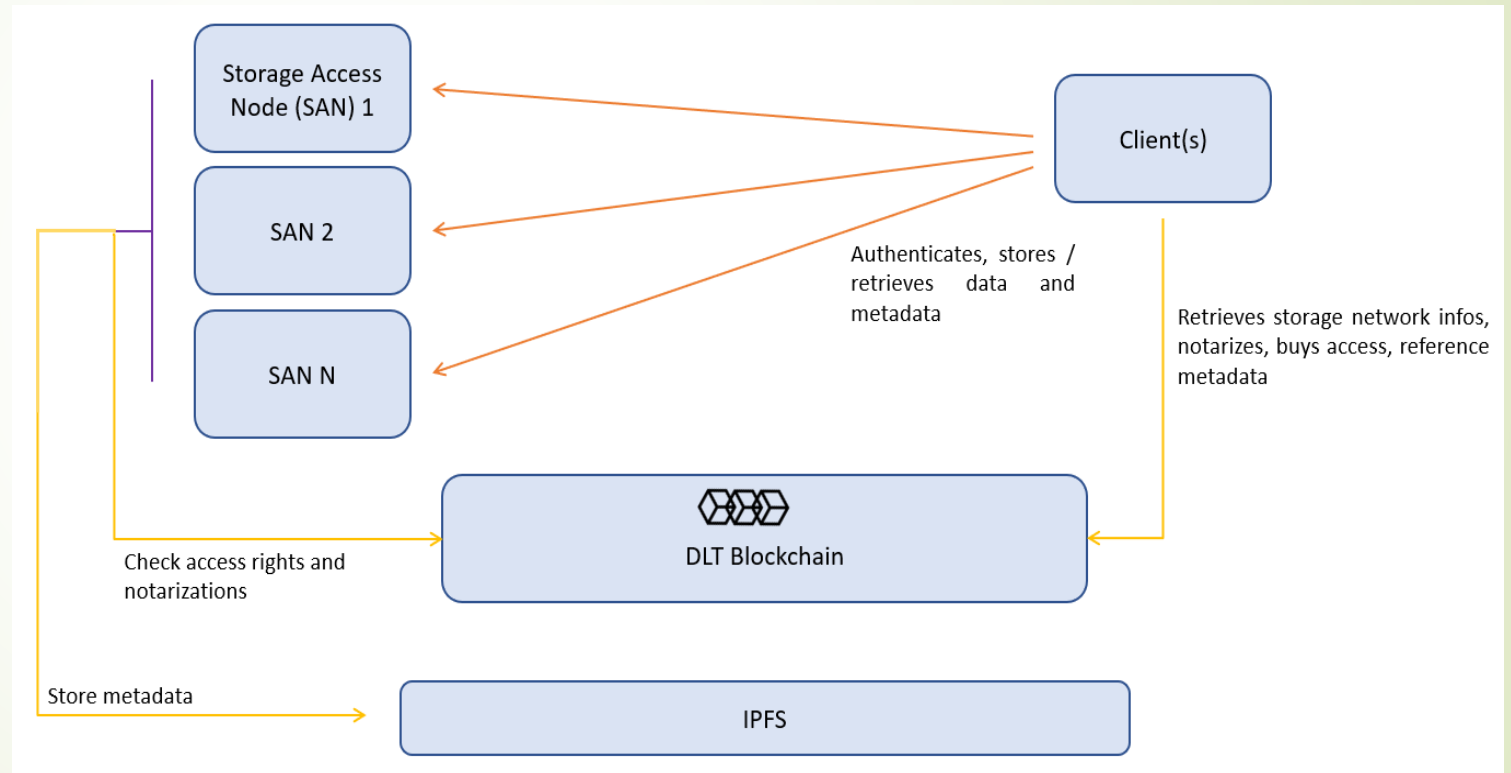 Storage Access
Node (SAN) 1
Client(s)
SAN 2
Authenticates, stores /
retrieves data and
metadata
Retrieves storage network infos,
notarizes, buys access, reference
metadata
SAN N
DLT Blockchain
Check access rights and
notarizations
Store metadata
IPFS